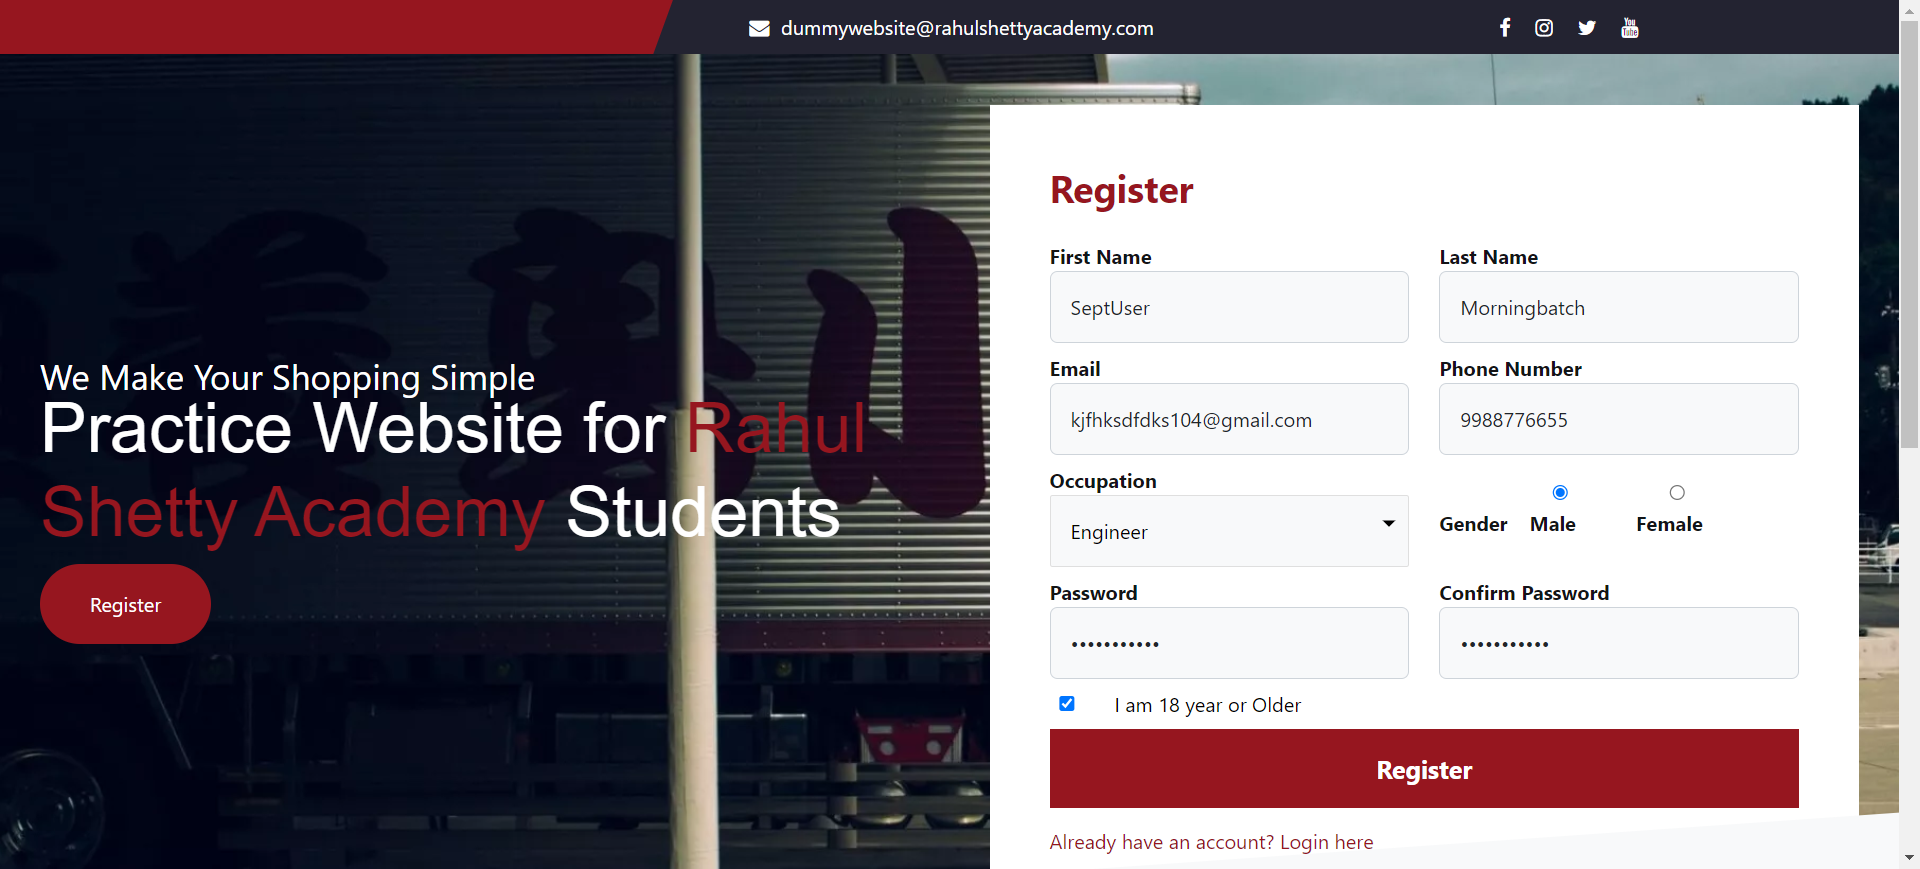 dummywebsite@rahulshettyacademy.com
We Make Your Shopping Simple
Practice Website for Rahul
Shetty Academy Students
Register
Register
First Name
Last Name
SeptUser
Morningbatch
Email
Phone Number
kjfhksdfdks104@gmail.com
9988776655
Occupation
Engineer
Gender Male Female
Password
Confirm Password
•••••••••••
•••••••••••
I am 18 year or Older
Register
Already have an account? Login here